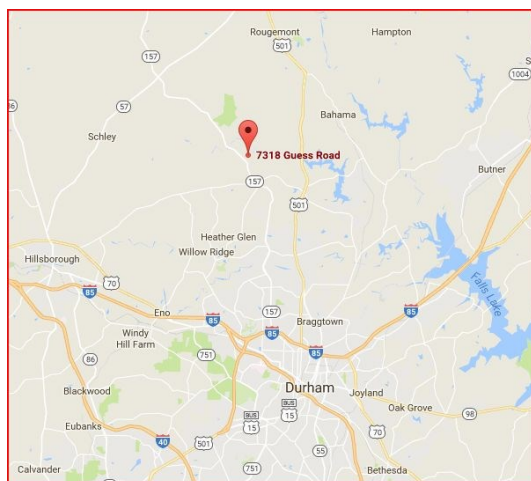 Rougemont
Hampton
501
157
S
1004
86
57
Bahama
Schley
7318 Guess Road
157
Butner
501
Heather Glen
Willow Ridge
Hillsborough
70
85
Falls Lake
Eno
85
157
Braggtown
85
85
85
Windy
Hill Farm
751
86
Durham
Blackwood
Joyland
BUS
15
BUS
15
Oak Grove
98
Eubanks
501
40
70
Calvander
751
55
Bethesda